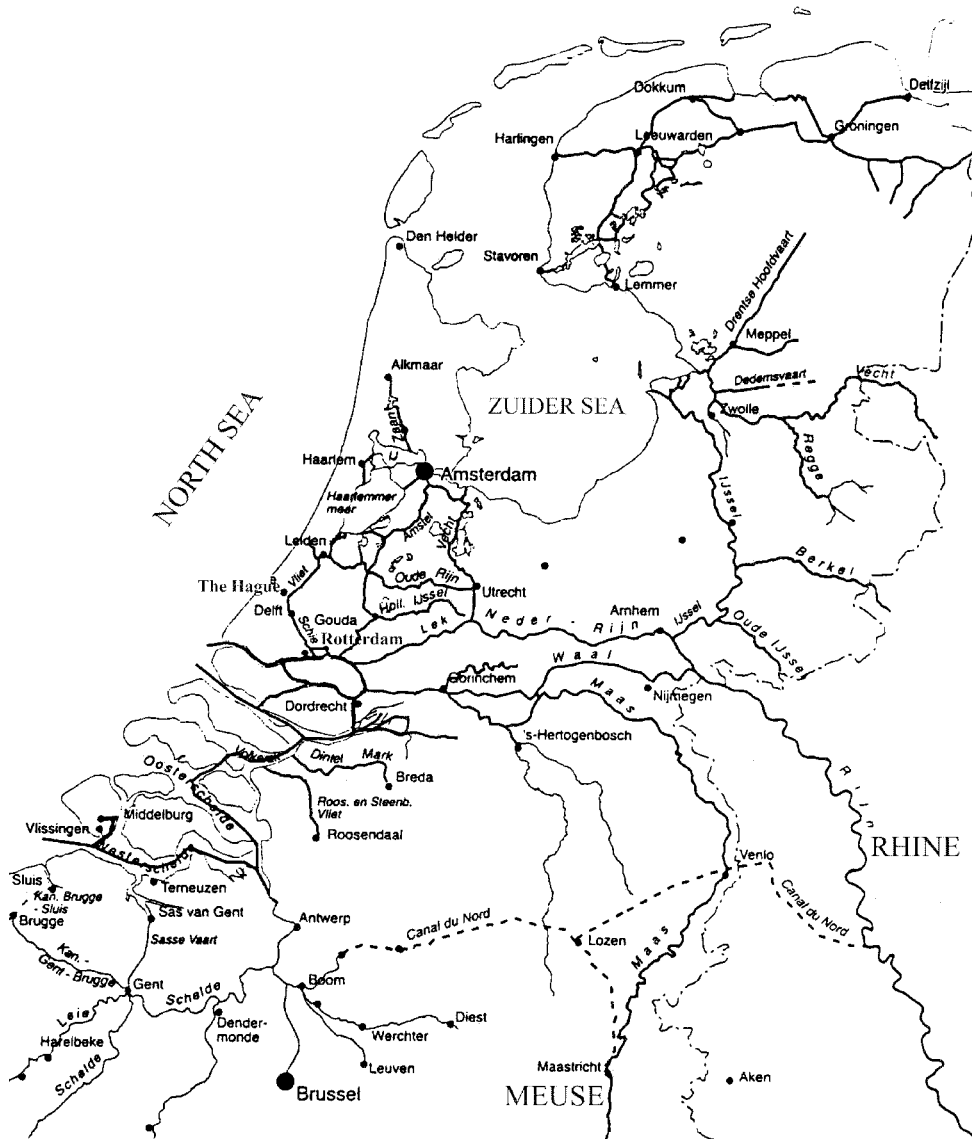 Dokkum
Delfzijl
Harlingen
Leeuwarden
Groningen
Den Helder
Stavoren
Lemmer
Drentse Hoofdvaart
Meppel
Alkmaar
Dedemsvaart
Vecht
ZUIDER SEA
NORTH SEA
Zaan
Zwolle
Regge
Haarlem
IJ
Amsterdam
Haarlemmer
meer
IJssel
Amstel
Vecht
Leiden
Berkel
Oude Rijn
The Hague
Vliet
Utrecht
Delft
Gouda
Holl. IJssel
Schie
Rotterdam
Lek
Neder - Rijn
Arnhem
IJssel
Oude IJssel
Waal
Gorinchem
Maas
Nijmegen
Dordrecht
's-Hertogenbosch
Volkerak
Dintel
Mark
Breda
Oosterschelde
Roos. en Steenb.
Vliet
Roosendaal
Rijn
Middelburg
Vlissingen
Westerschelde
RHINE
Venlo
Sluis
Terneuzen
Kan. Brugge
- Sluis
Brugge
Sas van Gent
Antwerp
Canal du Nord
Canal du Nord
Sasse Vaart
Lozen
Maas
Kan. -
Gent - Brugge
Gent
Schelde
Boom
Leie
Dender-
monde
Werchter
Diest
Harelbeke
Schelde
Leuven
Maastricht
Aken
Brussel
MEUSE